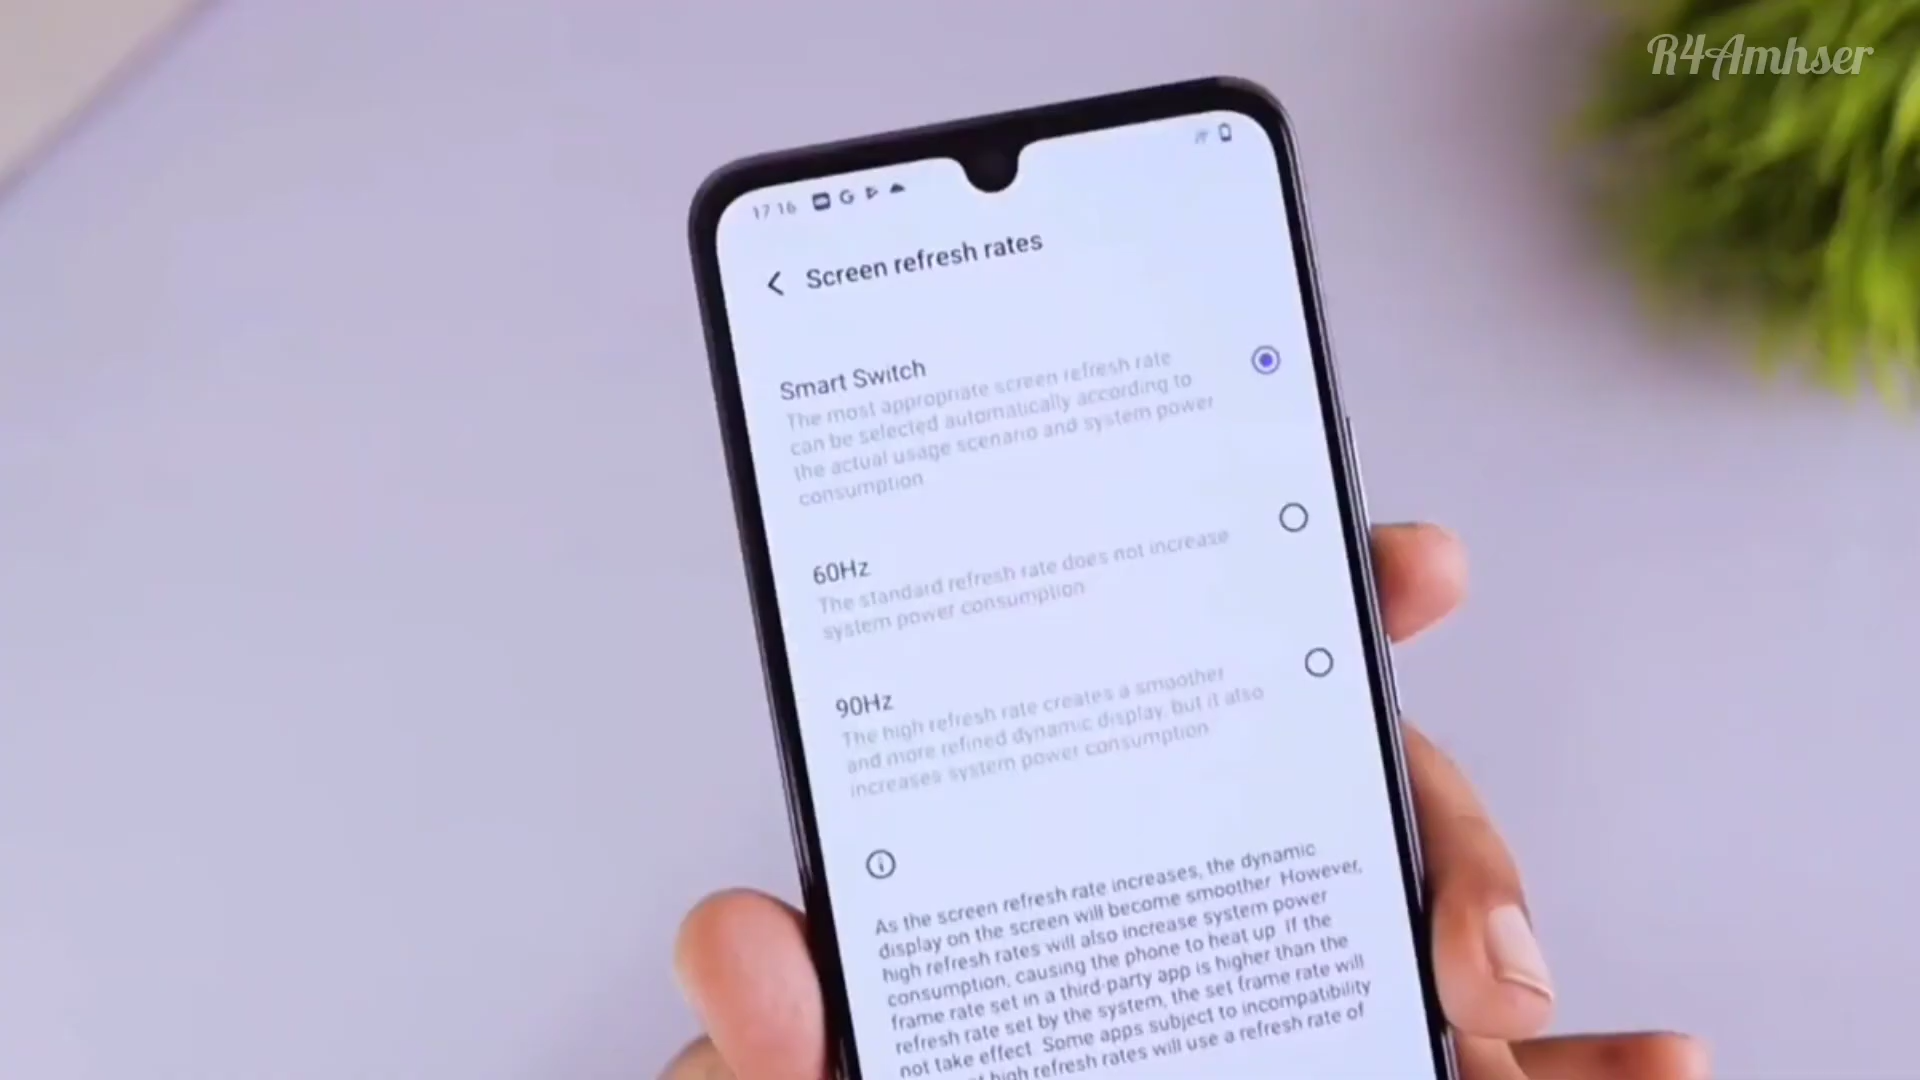 R4Amhser
17 16
Screen refresh rates
Smart Switch
The most appropriate screen refresh rate
can be selected automatically according to
the actual usage scenario and system power
consumption
60Hz
The standard refresh rate does not increase
system power consumption
90Hz
The high refresh rate creates a smoother
and more refined dynamic display, but it also
increases system power consumption
As the screen refresh rate increases, the dynamic
display on the screen will become smoother. However,
high refresh rates will also increase system power
consumption, causing the phone to heat up. If the
frame rate set in a third-party app is higher than the
refresh rate set by the system, the set frame rate will
not take effect. Some apps subject to incompatibility
high refresh rates will use a refresh rate of